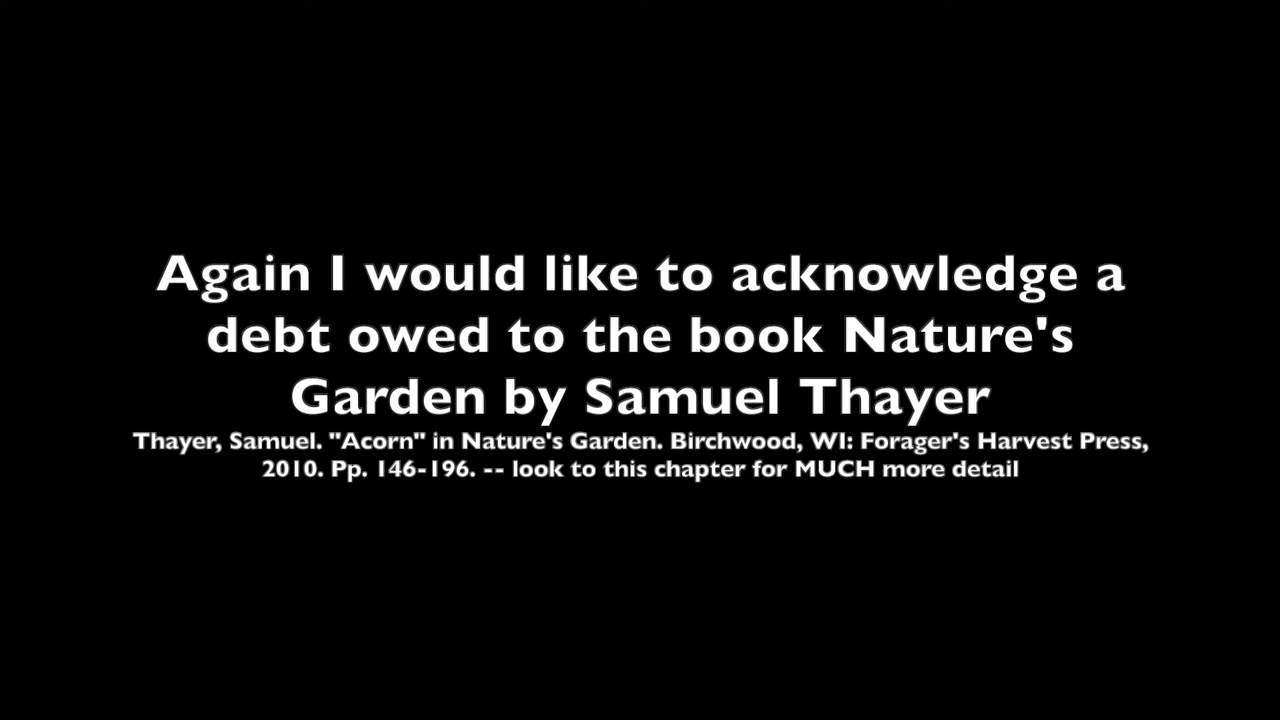 Again I would like to acknowledge a
debt owed to the book Nature's
Garden by Samuel Thayer
Thayer, Samuel. "Acorn" in Nature's Garden. Birchwood, WI: Forager's Harvest Press,
2010. Pp. 146-196. -- look to this chapter for MUCH more detail